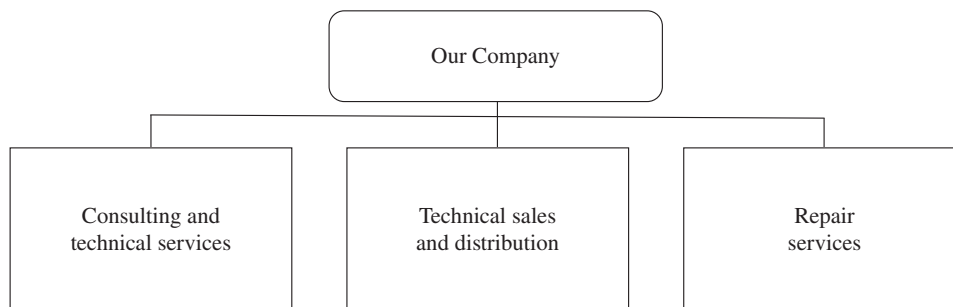 Our Company
Consulting and
technical services
Technical sales
and distribution
Repair
services